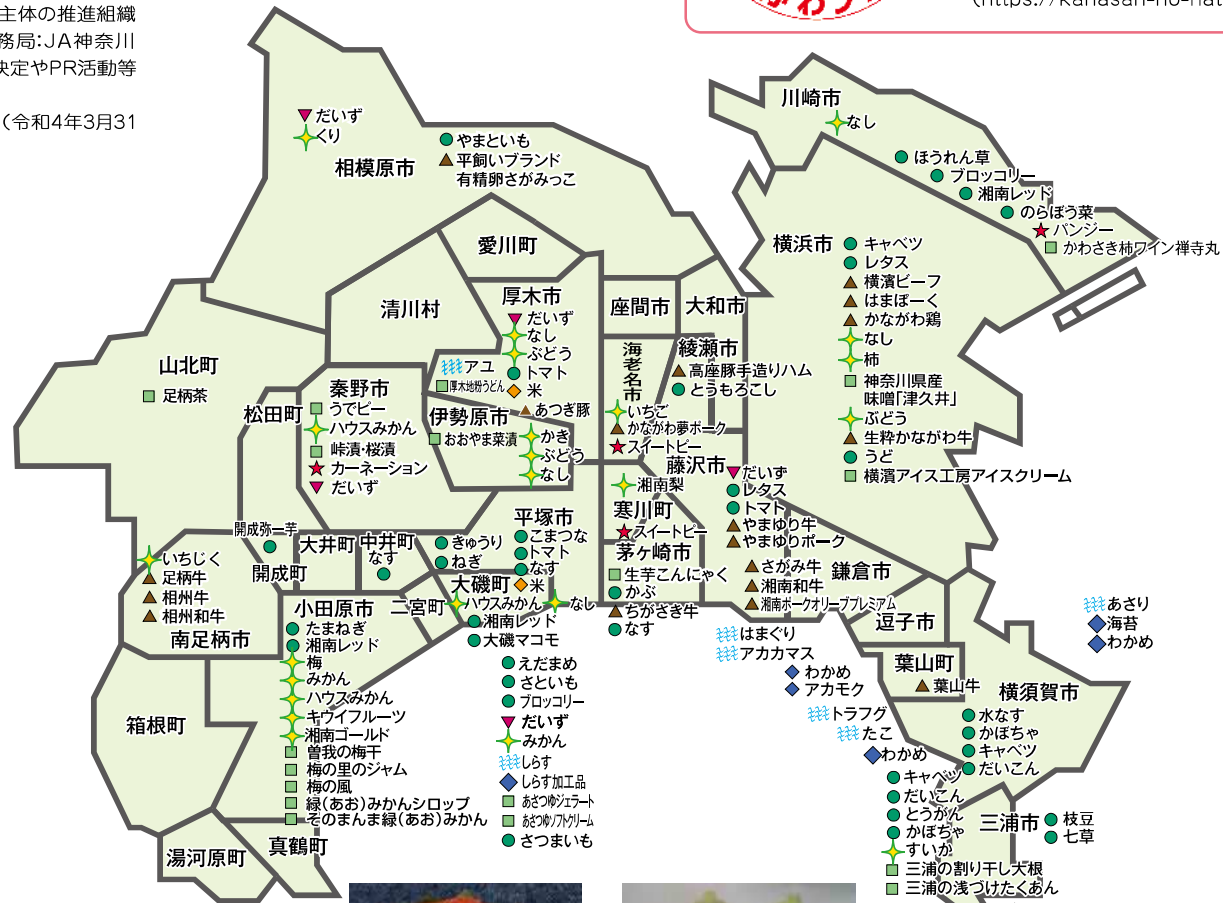 主体の推進組織
務局:JA神奈川
決定やPR活動等
(令和4年3月31
(https://kanasan-no-hat
だいず
くり
相模原市
やまといも
平飼いブランド
有精卵さがみっこ
川崎市
なし
ほうれん草
ブロッコリー
湘南レッド
のらぼう菜
パンジー
かわさき柿ワイン禅寺丸
横浜市
キャベツ
レタス
横濱ビーフ
はまぽーく
かながわ鶏
なし
柿
神奈川県産
味噌「津久井」
ぶどう
生粋かながわ牛
うど
横濱アイス工房アイスクリーム
愛川町
清川村
厚木市
だいず
なし
ぶどう
トマト
米
あつぎ豚
アユ
厚木地粉うどん
座間市
大和市
海老名市
いちご
かながわ夢ポーク
スイートピー
綾瀬市
高座豚手造りハム
とうもろこし
山北町
足柄茶
松田町
秦野市
うでピー
ハウスみかん
峠漬・桜漬
カーネーション
だいず
伊勢原市
おおやま菜漬
かき
ぶどう
なし
藤沢市
だいず
レタス
トマト
やまゆり牛
やまゆりポーク
さがみ牛
湘南和牛
湘南ポークオリーブプレミアム
湘南梨
寒川町
スイートピー
茅ヶ崎市
生芋こんにゃく
かぶ
ちがさき牛
なす
平塚市
こまつな
トマト
なす
米
きゅうり
ねぎ
なし
開成弥一芋
開成町
大井町
中井町
なす
いちじく
足柄牛
相州牛
相州和牛
南足柄市
大磯町
ハウスみかん
湘南レッド
大磯マコモ
二宮町
小田原市
たまねぎ
湘南レッド
梅
みかん
ハウスみかん
キウイフルーツ
湘南ゴールド
曽我の梅干
梅の里のジャム
梅の風
緑(あお)みかんシロップ
そのまんま緑(あお)みかん
えだまめ
さといも
ブロッコリー
だいず
みかん
しらす
しらす加工品
あさつゆジェラート
あさつゆソフトクリーム
さつまいも
箱根町
湯河原町
真鶴町
鎌倉市
はまぐり
アカカマス
わかめ
アカモク
逗子市
葉山町
葉山牛
トラフグ
たこ
わかめ
あさり
海苔
わかめ
横須賀市
水なす
かぼちゃ
キャベツ
だいこん
キャベツ
だいこん
とうがん
かぼちゃ
すいか
三浦の割り干し大根
三浦の浅づけたくあん
三浦市
枝豆
七草